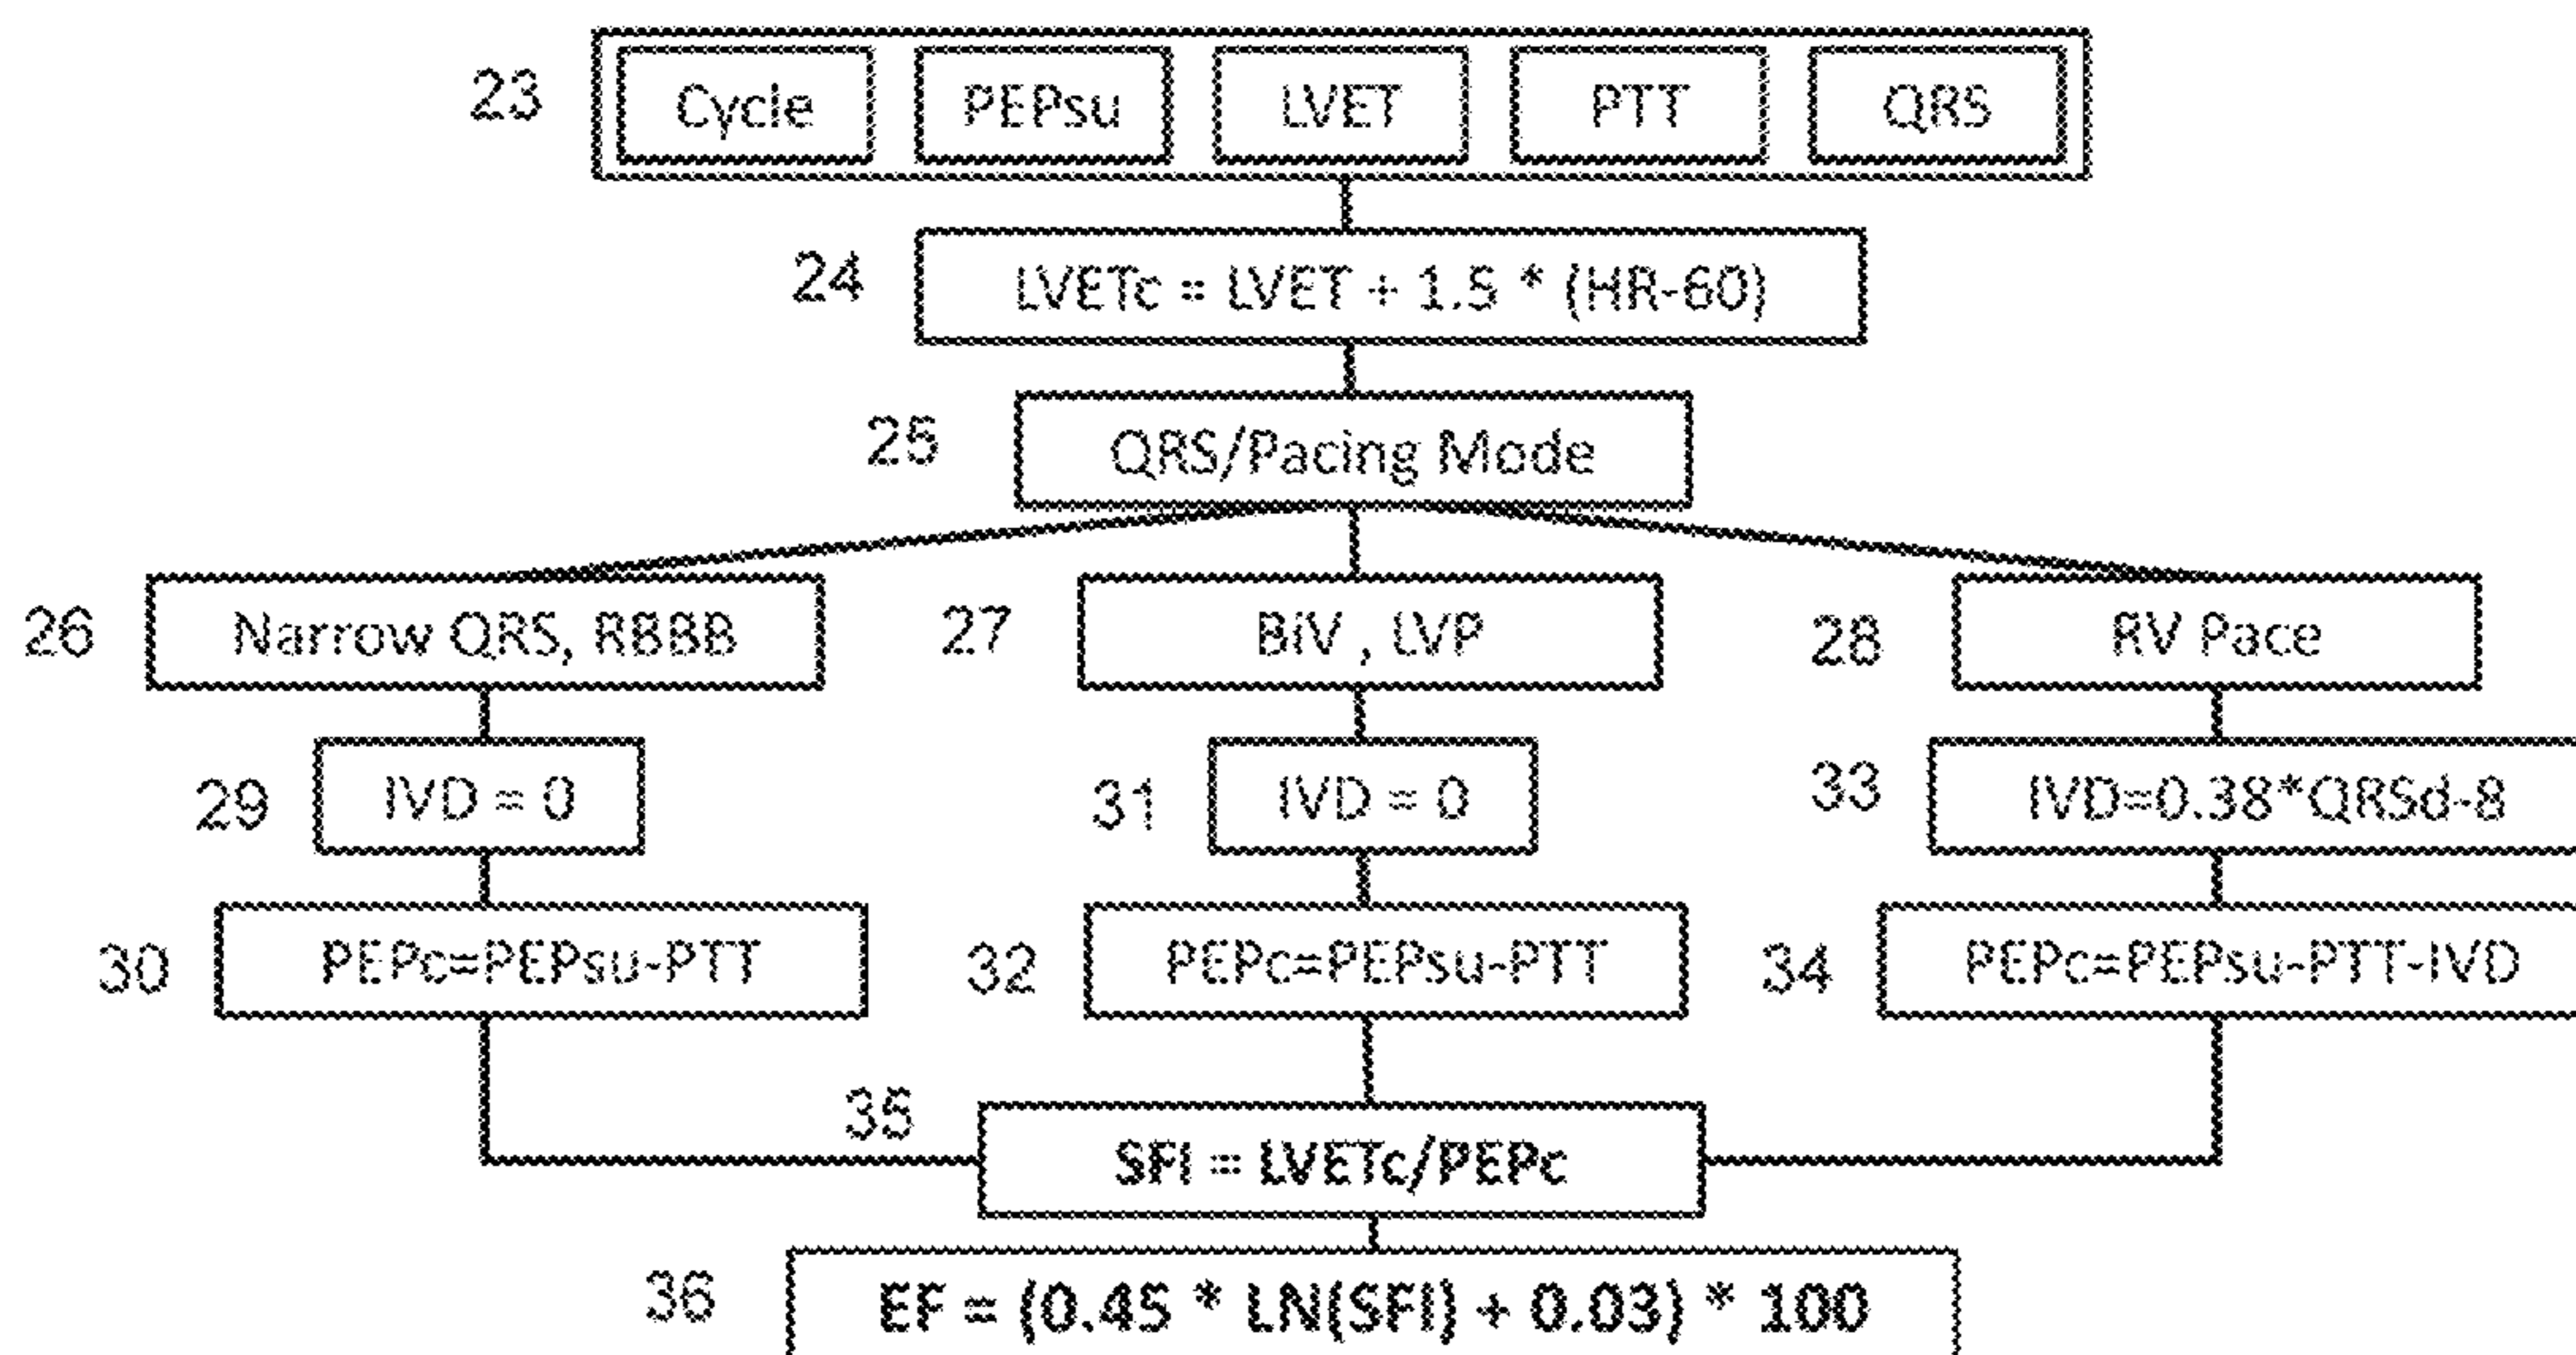 23 Cycle PEPsu LVET PTT QRS
24 LVETc = LVET + 1.5 * (HR-60)
25 QRS/Pacing Mode
26 Narrow QRS, RBBB 27 BiV , LVP 28 RV Pace
29 IVD = 0 31 IVD = 0 33 IVD=0.38*QRSd-8
30 PEPc=PEPsu-PTT 32 PEPc=PEPsu-PTT 34 PEPc=PEPsu-PTT-IVD
35 SFI = LVETc/PEPc
36 EF = (0.45 * LN(SFI) + 0.03) * 100